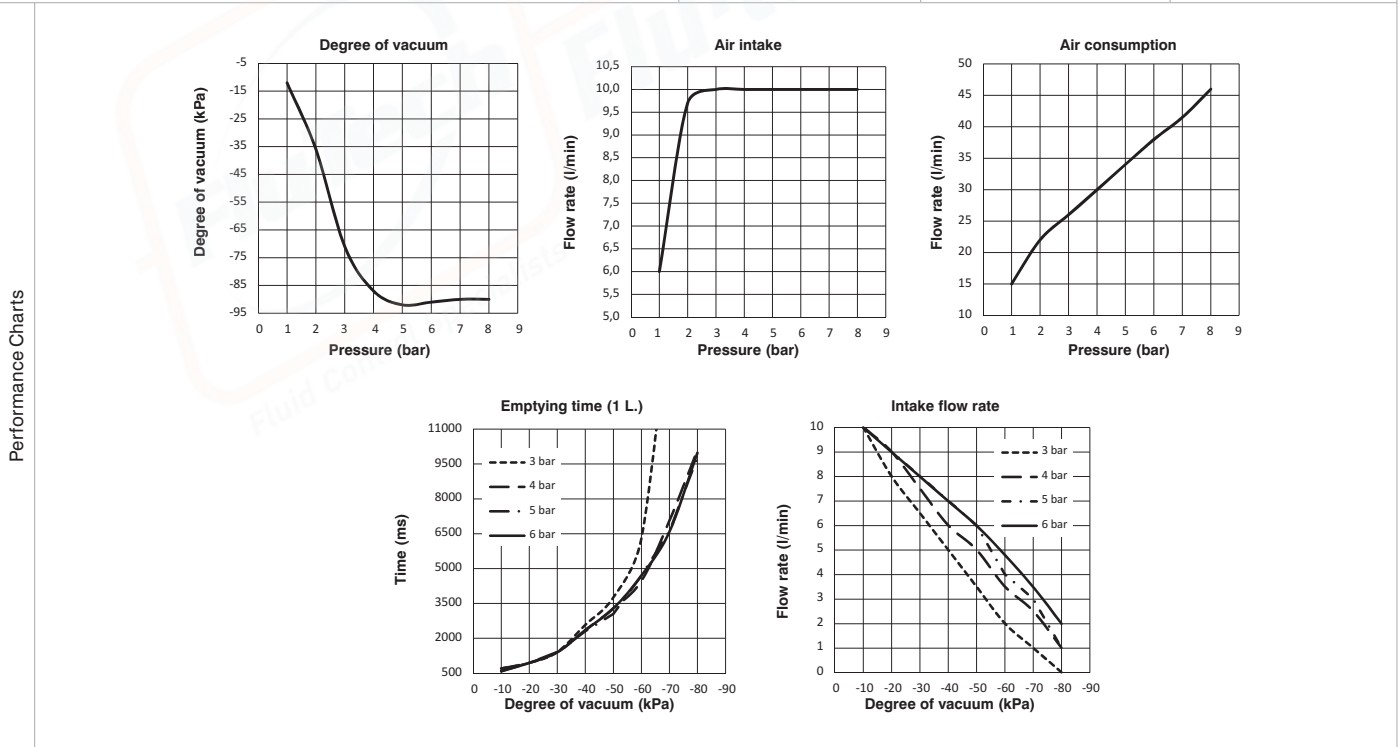 Performance Charts
Degree of vacuum
Degree of vacuum (kPa)
-5
-15
-25
-35
-45
-55
-65
-75
-85
-95
0 1 2 3 4 5 6 7 8 9
Pressure (bar)
Air intake
Flow rate (l/min)
10,5
10,0
9,5
9,0
8,5
8,0
7,5
7,0
6,5
6,0
5,5
5,0
0 1 2 3 4 5 6 7 8 9
Pressure (bar)
Air consumption
Flow rate (l/min)
50
45
40
35
30
25
20
15
10
0 1 2 3 4 5 6 7 8 9
Pressure (bar)
Emptying time (1 L.)
Time (ms)
11000
9500
8000
6500
5000
3500
2000
500
3 bar
4 bar
5 bar
6 bar
0 -10 -20 -30 -40 -50 -60 -70 -80 -90
Degree of vacuum (kPa)
Intake flow rate
Flow rate (l/min)
10
9
8
7
6
5
4
3
2
1
0
3 bar
4 bar
5 bar
6 bar
0 -10 -20 -30 -40 -50 -60 -70 -80 -90
Degree of vacuum (kPa)